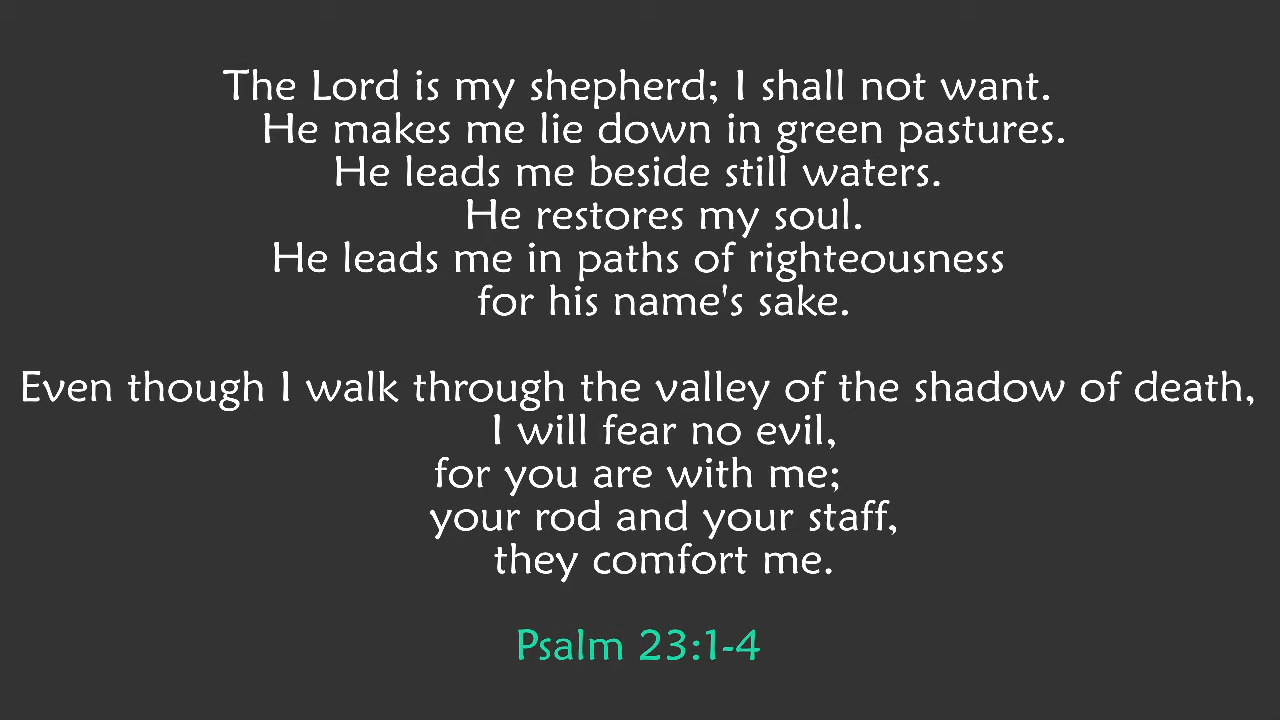 The Lord is my shepherd; I shall not want.
He makes me lie down in green pastures.
He leads me beside still waters.
He restores my soul.
He leads me in paths of righteousness
for his name's sake.
Even though I walk through the valley of the shadow of death,
I will fear no evil,
for you are with me;
your rod and your staff,
they comfort me.
Psalm 23:1-4